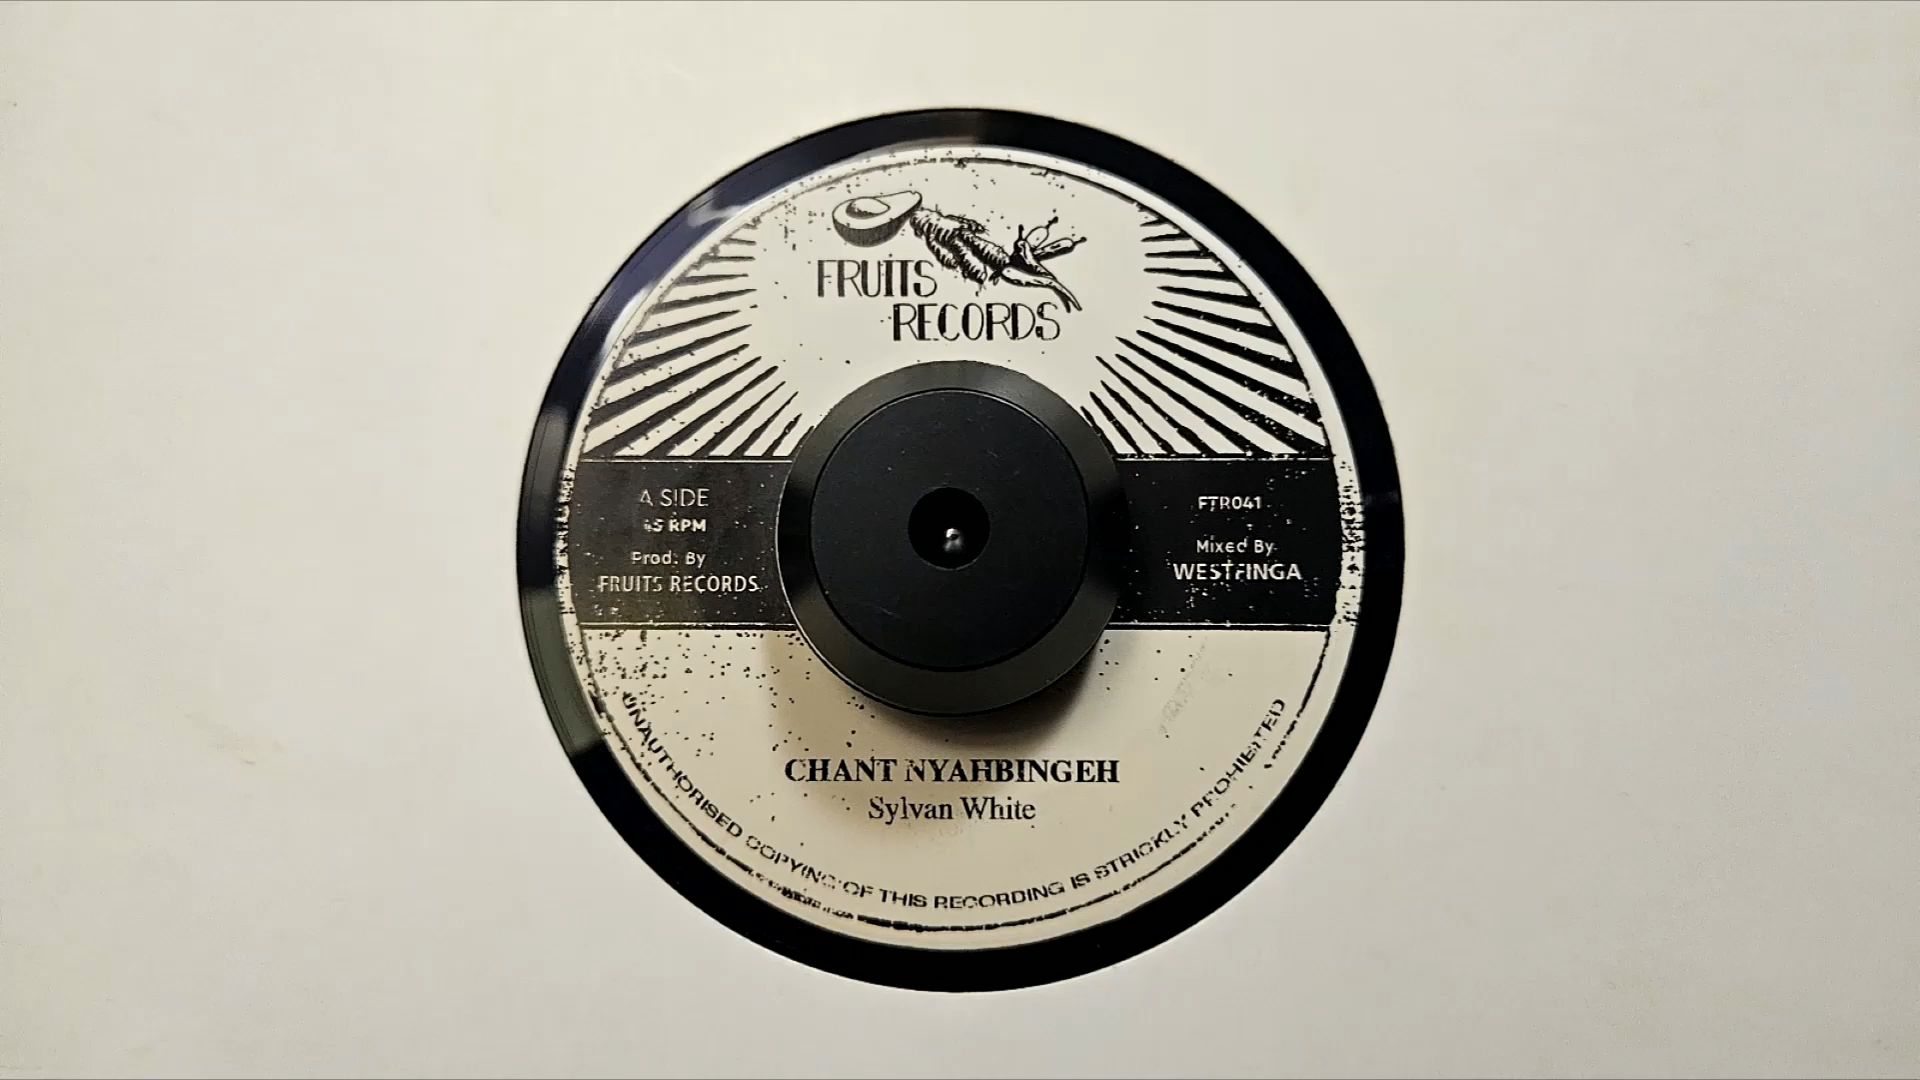 FRUITS
RECORDS
A SIDE
45 RPM
Prod. By
FRUITS RECORDS
FTR041
Mixed By
WESTFINGA
CHANT NYAHBINGEH
Sylvan White
UNAUTHORISED COPYING OF THIS RECORDING IS STRICKLY PROHIBITED